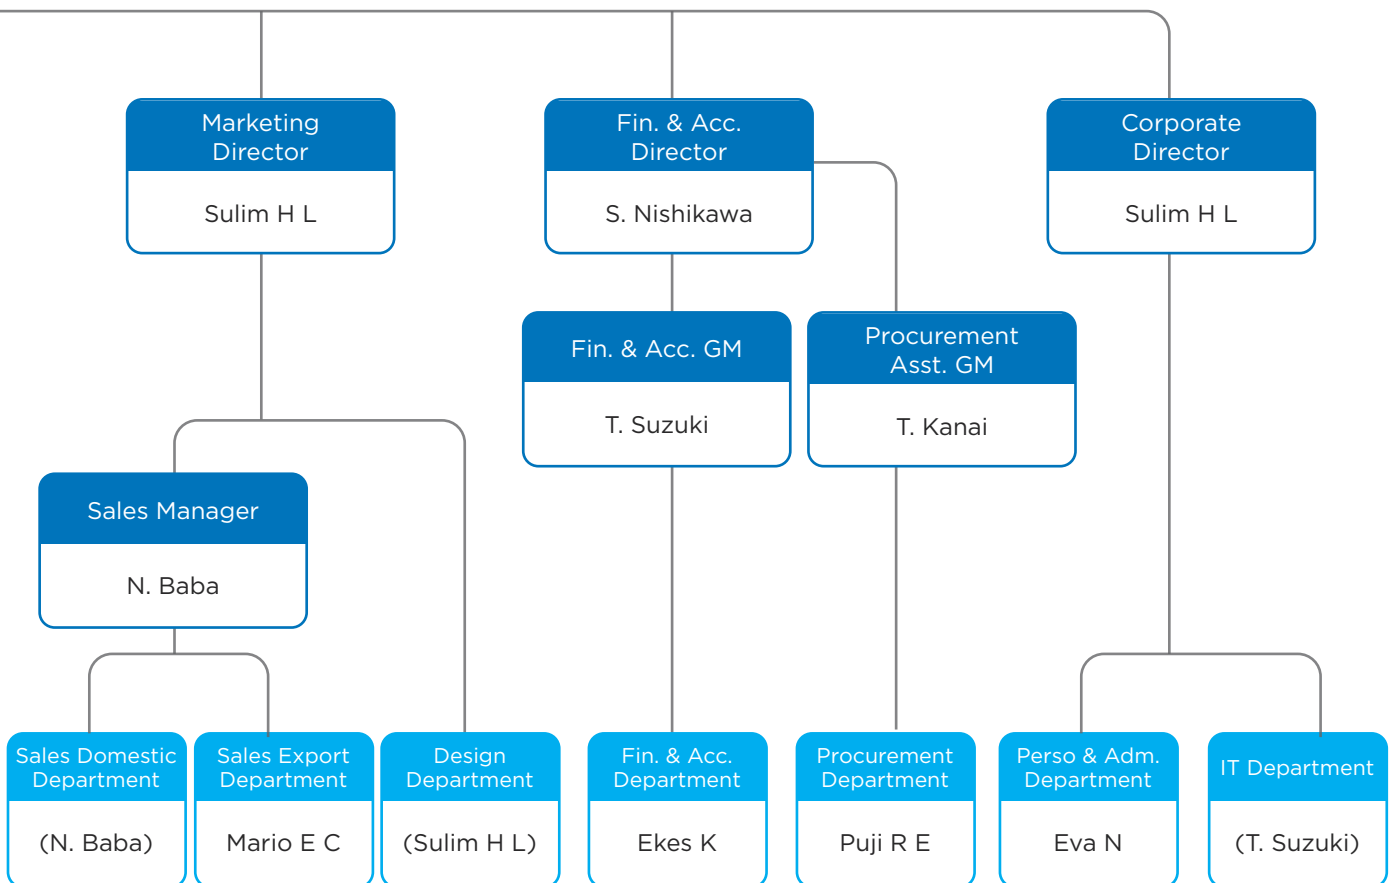 Marketing
Director
Sulim H L
Fin. & Acc.
Director
S. Nishikawa
Corporate
Director
Sulim H L
Fin. & Acc. GM
T. Suzuki
Procurement
Asst. GM
T. Kanai
Sales Manager
N. Baba
Sales Domestic
Department
(N. Baba)
Sales Export
Department
Mario E C
Design
Department
(Sulim H L)
Fin. & Acc.
Department
Ekes K
Procurement
Department
Puji R E
Perso & Adm.
Department
Eva N
IT Department
(T. Suzuki)